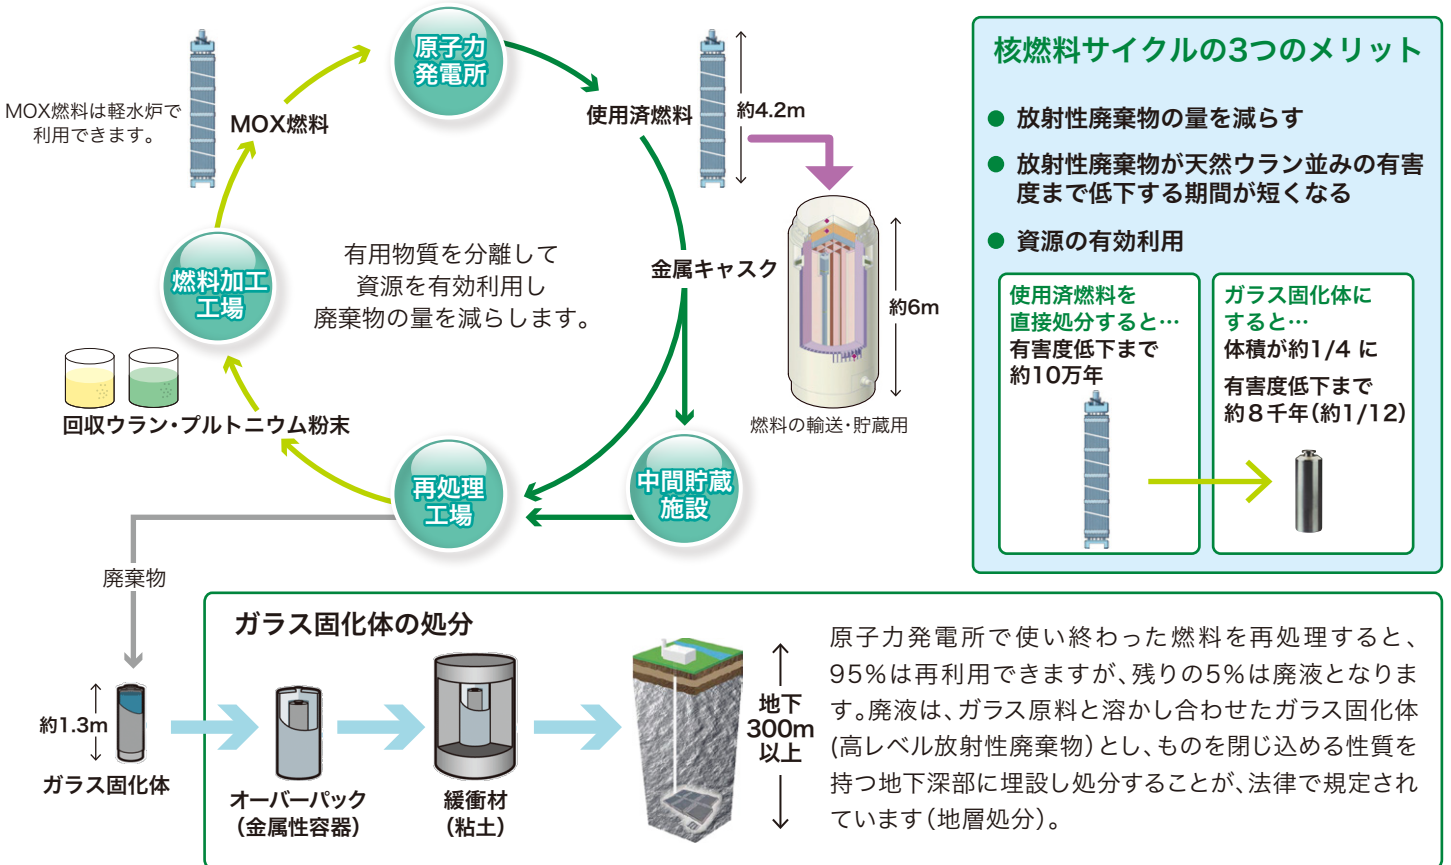 原子力
発電所
MOX燃料は軽水炉で
利用できます。
MOX燃料
使用済燃料
約4.2m
有用物質を分離して
資源を有効利用し
廃棄物の量を減らします。
金属キャスク
約6m
燃料の輸送・貯蔵用
燃料加工
工場
回収ウラン・プルトニウム粉末
再処理
工場
中間貯蔵
施設
廃棄物
核燃料サイクルの3つのメリット
● 放射性廃棄物の量を減らす
● 放射性廃棄物が天然ウラン並みの有害
度まで低下する期間が短くなる
● 資源の有効利用
使用済燃料を
直接処分すると…
有害度低下まで
約10万年
ガラス固化体に
すると…
体積が約1/4 に
有害度低下まで
約8千年(約1/12)
ガラス固化体の処分
約1.3m
ガラス固化体
オーバーパック
(金属性容器)
緩衝材
(粘土)
地下
300m
以上
原子力発電所で使い終わった燃料を再処理すると、
95%は再利用できますが、残りの5%は廃液となりま
す。廃液は、ガラス原料と溶かし合わせたガラス固化体
(高レベル放射性廃棄物)とし、ものを閉じ込める性質を
持つ地下深部に埋設し処分することが、法律で規定され
ています(地層処分)。